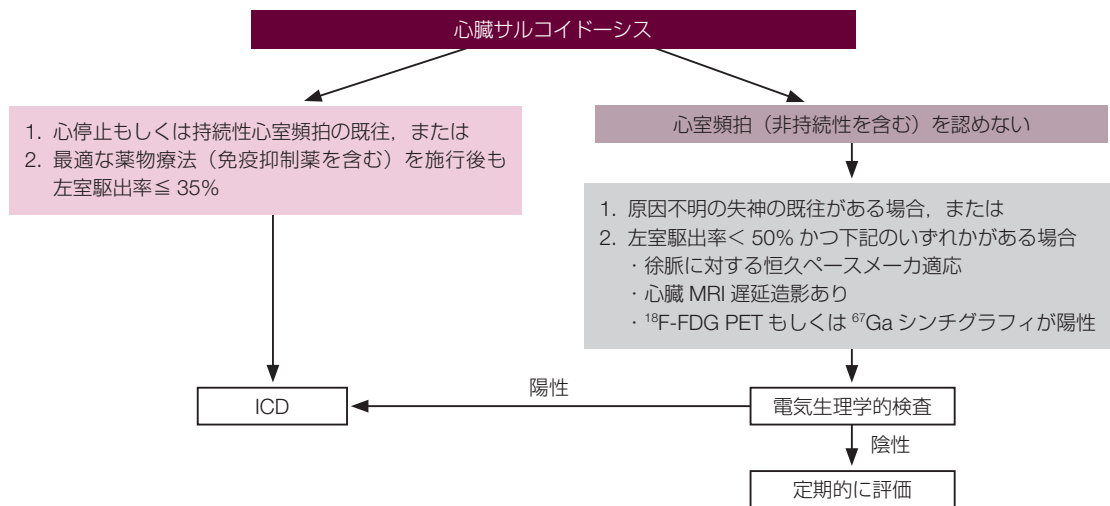 心臓サルコイドーシス
1. 心停止もしくは持続性心室頻拍の既往，または
2. 最適な薬物療法（免疫抑制薬を含む）を施行後も
左室駆出率≦ 35%
心室頻拍（非持続性を含む）を認めない
1. 原因不明の失神の既往がある場合，または
2. 左室駆出率< 50% かつ下記のいずれかがある場合
・徐脈に対する恒久ペースメーカ適応
・心臓 MRI 遅延造影あり
・¹⁸F-FDG PET もしくは ⁶⁷Ga シンチグラフィが陽性
ICD
陽性
電気生理学的検査
陰性
定期的に評価